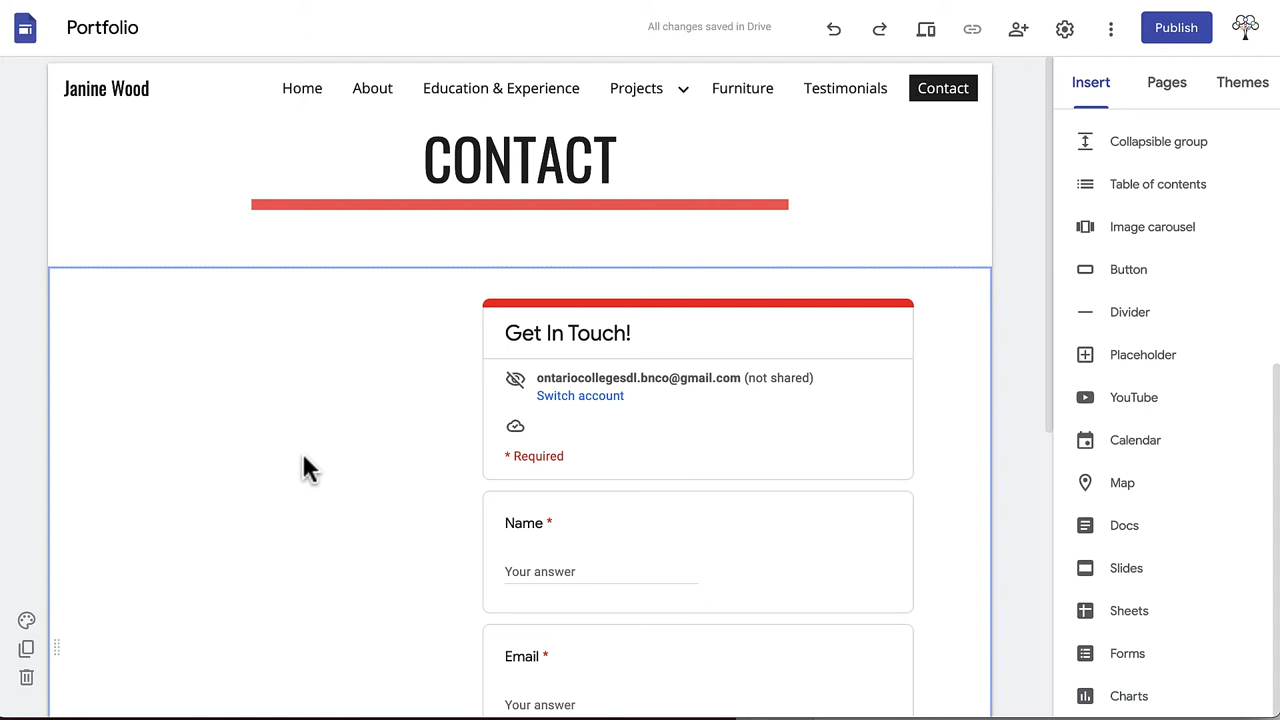 Portfolio
All changes saved in Drive
Publish
Janine Wood
Home
About
Education & Experience
Projects
Furniture
Testimonials
Contact
CONTACT
Get In Touch!
ontariocollegesdl.bnco@gmail.com (not shared)
Switch account
* Required
Name *
Your answer
Email *
Your answer
Insert
Pages
Themes
Collapsible group
Table of contents
Image carousel
Button
Divider
Placeholder
YouTube
Calendar
Map
Docs
Slides
Sheets
Forms
Charts